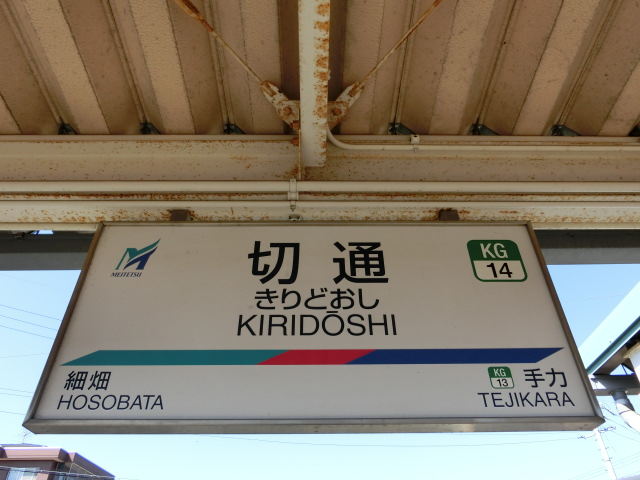 MEITETSU
切通
KG
14
きりどおし
KIRIDŌSHI
細畑
HOSOBATA
KG
13
手力
TEJIKARA